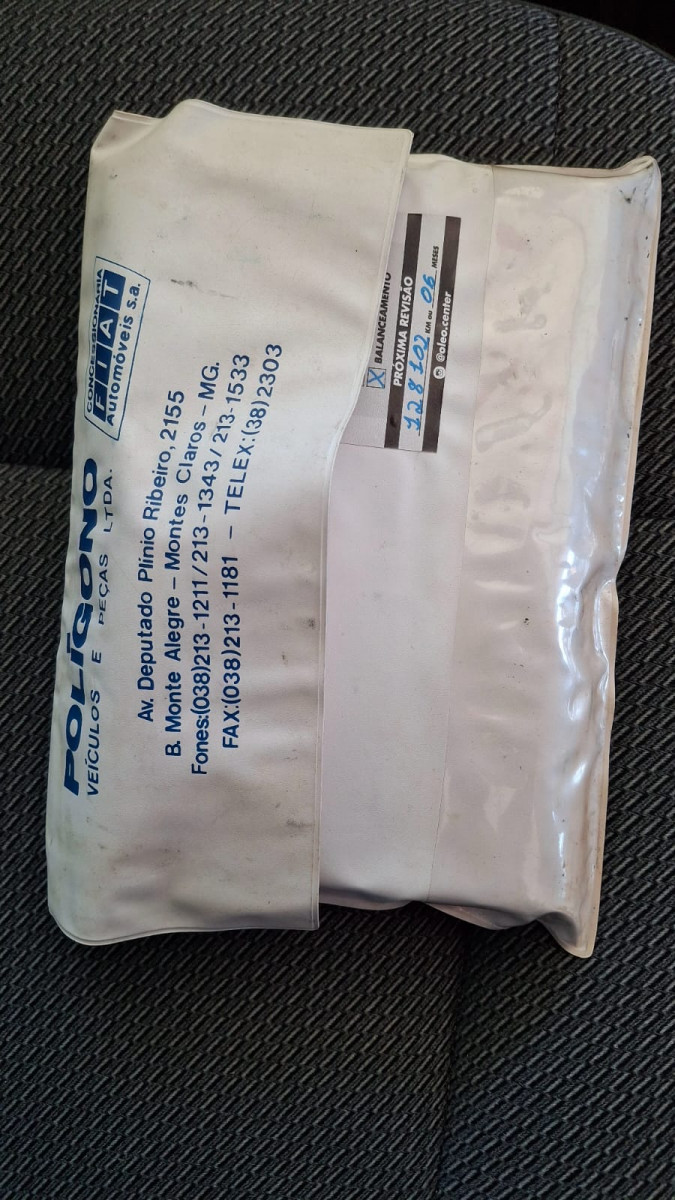 POLÍGONO
VEÍCULOS E PEÇAS LTDA.
CONCESSIONÁRIA
FIAT
Automóveis s.a.
Av. Deputado Plínio Ribeiro, 2155
B. Monte Alegre - Montes Claros - MG.
Fones:(038)213-1211/213-1343/213-1533
FAX:(038)213-1181 - TELEX:(38)2303
X BALANCEAMENTO
PRÓXIMA REVISÃO
128102 KM ou 06 MESES
@oleo.center